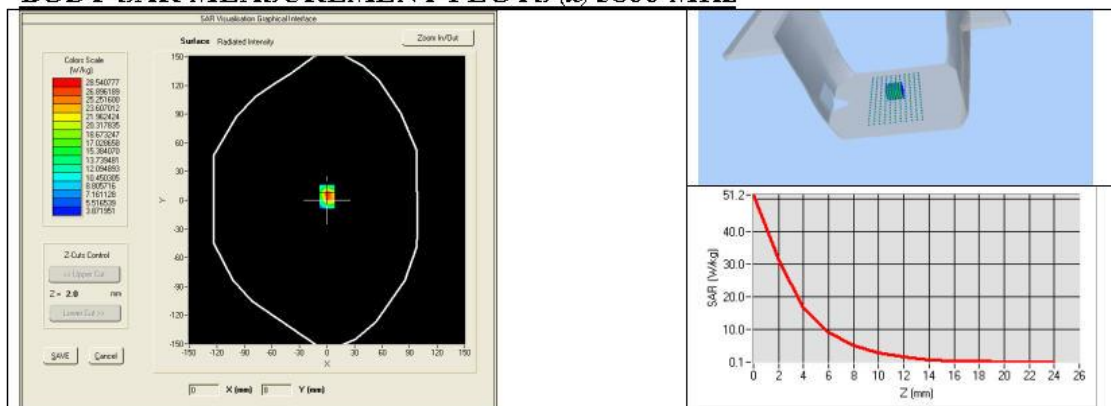 SAR Visualisation Graphical Interface
Surface Radiated Intensity
Zoom In/Out
Colors Scale
(W/kg)
28.540777
26.896189
25.251600
23.607012
21.962424
20.317835
18.673247
17.028658
15.384070
13.739481
12.094893
10.450305
8.805716
7.161128
5.516539
3.871951
Z-Cuts Control
<< Upper Cut
Z = 2.0 mm
Lower Cut >>
SAVE Cancel
150
120
90
60
30
Y 0
-30
-60
-90
-120
-150
-150 -120 -90 -60 -30 0 30 60 90 120 150
X
0 X (mm) 8 Y (mm)
51.2
40.0
30.0
20.0
10.0
0.1
SAR (W/kg)
0 2 4 6 8 10 12 14 16 18 20 22 24 26
Z (mm)